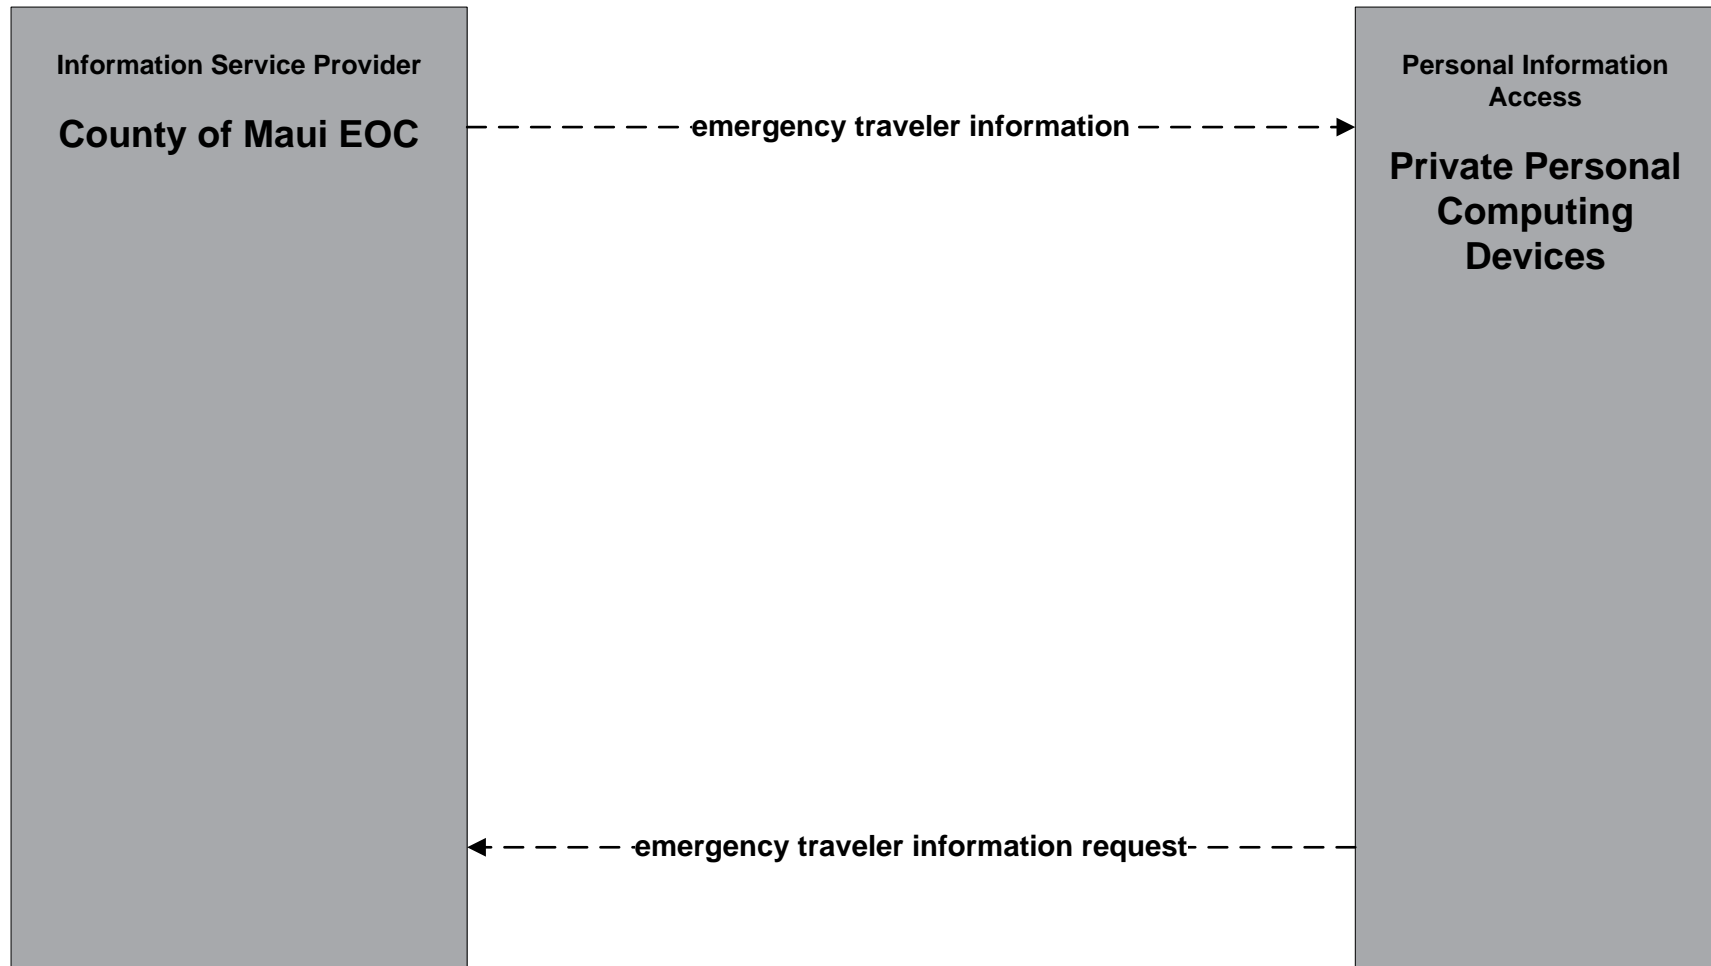 Information Service Provider
County of Maui EOC
emergency traveler information
Personal Information
Access
Private Personal
Computing
Devices
emergency traveler information request